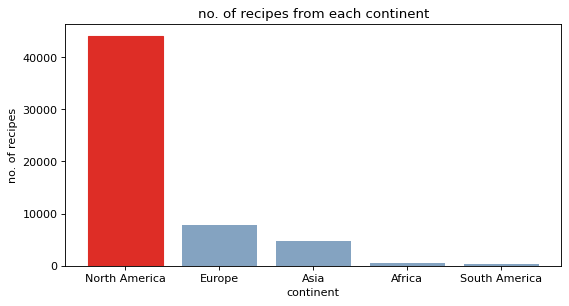 no. of recipes from each continent
no. of recipes
40000
30000
20000
10000
0
North America Europe Asia Africa South America
continent